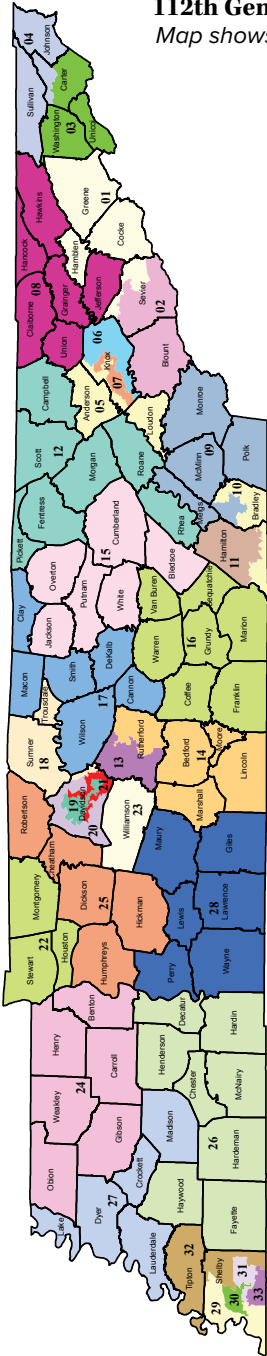 112th Gen
Map shows
04
Johnson
Sullivan
Carter
Washington
03
Unicoi
Hancock
Hawkins
Greene
01
Claiborne
08
Grainger
Hamblen
Cocke
Union
Jefferson
Sevier
02
06
Knox
07
Blount
Campbell
Anderson
05
Loudon
Monroe
Scott
12
Morgan
Roane
McMinn
09
Polk
Fentress
Cumberland
15
Rhea
Meigs
10
Bradley
Pickett
Overton
Putnam
White
Bledsoe
Hamilton
11
Clay
Jackson
Van Buren
Sequatchie
Macon
Smith
DeKalb
Warren
16
Grundy
Marion
Trousdale
17
Cannon
Coffee
Franklin
Sumner
18
Wilson
Rutherford
13
Bedford
14
Moore
Lincoln
Robertson
Davidson
19
21
20
Williamson
23
Marshall
Cheatham
Maury
Giles
Montgomery
Dickson
25
Hickman
Lewis
28
Lawrence
Stewart
22
Houston
Humphreys
Perry
Wayne
Henry
Benton
Decatur
Hardin
Weakley
24
Carroll
Henderson
Chester
McNairy
Obion
Gibson
Madison
26
Hardeman
Lake
Dyer
27
Crockett
Haywood
Fayette
Lauderdale
Tipton
32
Shelby
29
30
31
33